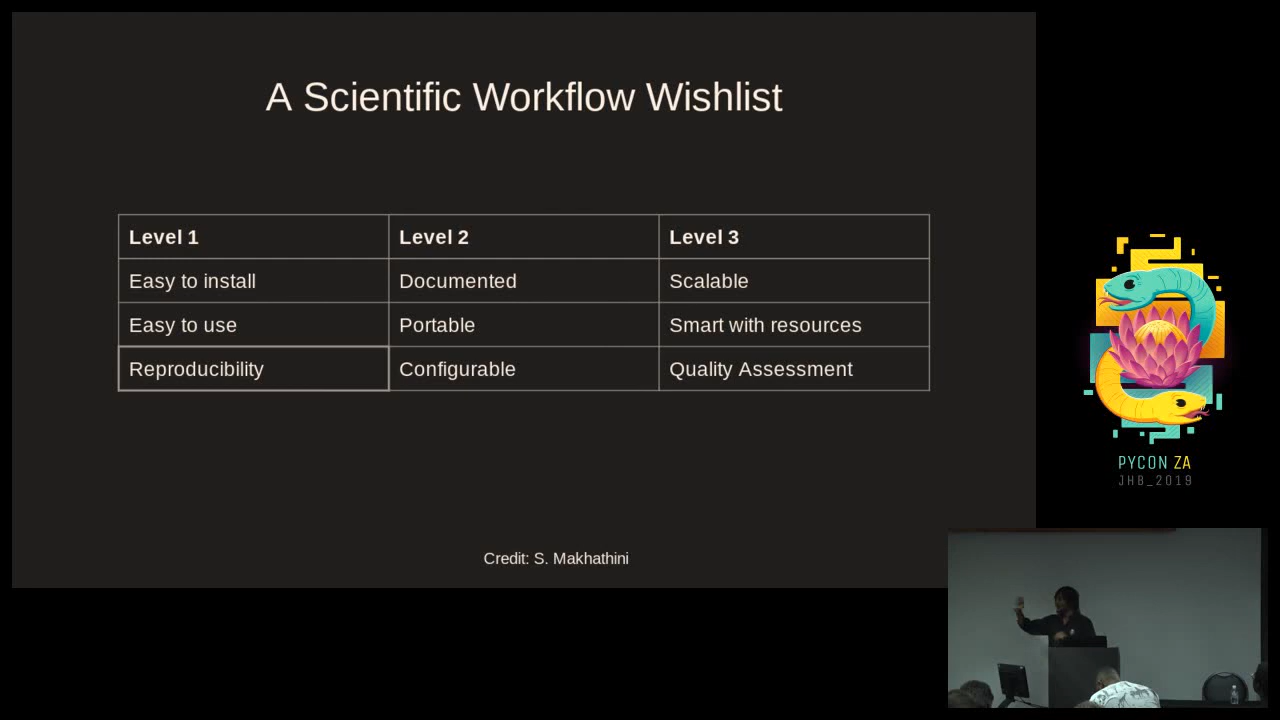 A Scientific Workflow Wishlist
Level 1 Level 2 Level 3
Easy to install Documented Scalable
Easy to use Portable Smart with resources
Reproducibility Configurable Quality Assessment
Credit: S. Makhathini
PYCON ZA
JHB_2019